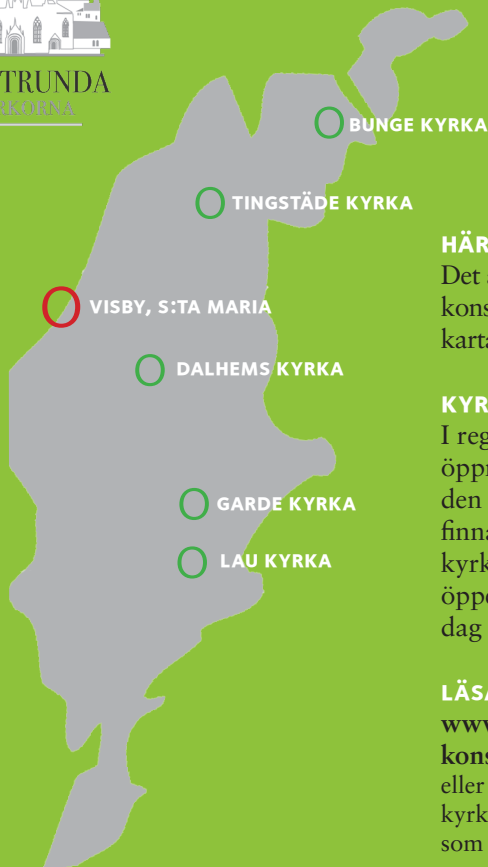 TRUNDA
RKORNA
BUNGE KYRKA
TINGSTÄDE KYRKA
VISBY, S:TA MARIA
DALHEMS KYRKA
GARDE KYRKA
LAU KYRKA
HÄR
Det
kons
karta
KYR
I reg
öppn
den
finna
kyrk
öppe
dag
LÄSA
www
kons
eller
kyrk
som